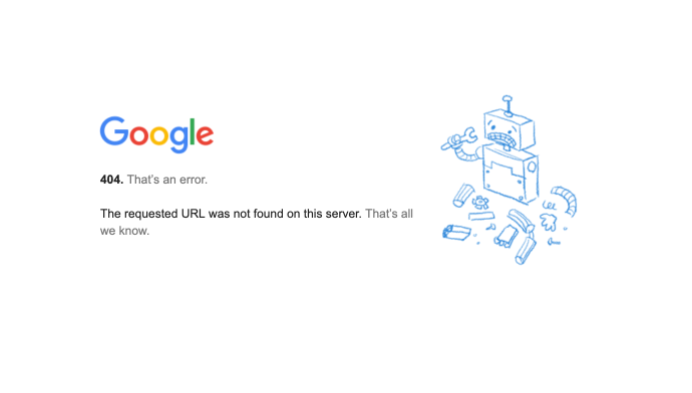 Google
404. That's an error.
The requested URL was not found on this server. That's all
we know.